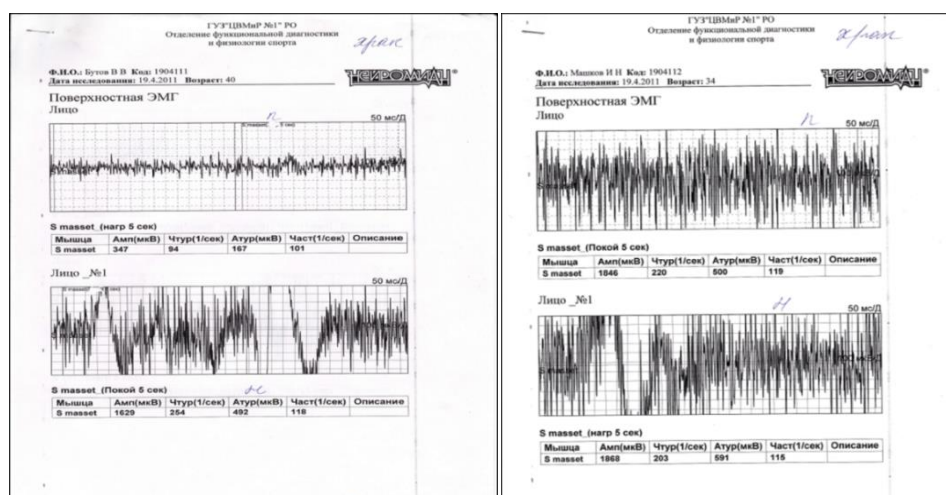 ГУЗ"ЦВМиР №1" РО
Отделение функциональной диагностики
и физиологии спорта
храп
Ф.И.О.: Бутов В В Код: 1904111
Дата исследования: 19.4.2011 Возраст: 40
НЕЙРОМИАН®
Поверхностная ЭМГ
Лицо
П
50 мс/Д
S masset_(нагр 5 сек)
Мышца Амп(мкВ) Чтур(1/сек) Атур(мкВ) Част(1/сек) Описание
S masset 347 94 167 101
Лицо _№1
50 мс/Д
S masset_(Покой 5 сек)
Н
Мышца Амп(мкВ) Чтур(1/сек) Атур(мкВ) Част(1/сек) Описание
S masset 1629 254 492 118
ГУЗ"ЦВМиР №1" РО
Отделение функциональной диагностики
и физиологии спорта
храп
Ф.И.О.: Машков И Н Код: 1904112
Дата исследования: 19.4.2011 Возраст: 34
НЕЙРОМИАН®
Поверхностная ЭМГ
Лицо
П
50 мс/Д
S masset
S masset_(Покой 5 сек)
Мышца Амп(мкВ) Чтур(1/сек) Атур(мкВ) Част(1/сек) Описание
S masset 1846 220 500 119
Лицо _№1
Н
50 мс/Д
S masset
S masset_(нагр 5 сек)
Мышца Амп(мкВ) Чтур(1/сек) Атур(мкВ) Част(1/сек) Описание
S masset 1868 203 591 115